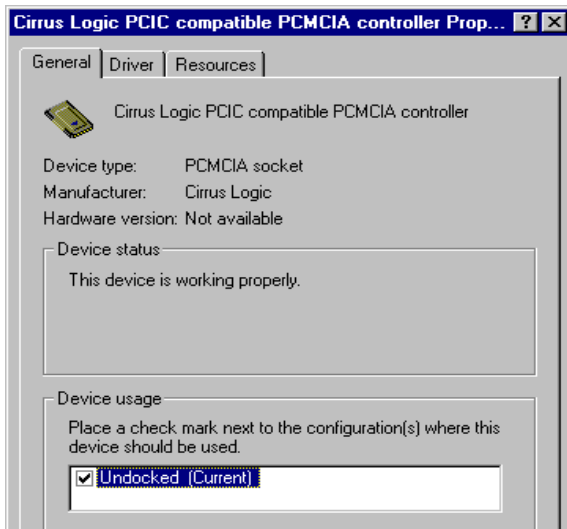 Cirrus Logic PCIC compatible PCMCIA controller Prop...
General Driver Resources
Cirrus Logic PCIC compatible PCMCIA controller
Device type: PCMCIA socket
Manufacturer: Cirrus Logic
Hardware version: Not available
Device status
This device is working properly.
Device usage
Place a check mark next to the configuration(s) where this
device should be used.
Undocked (Current)